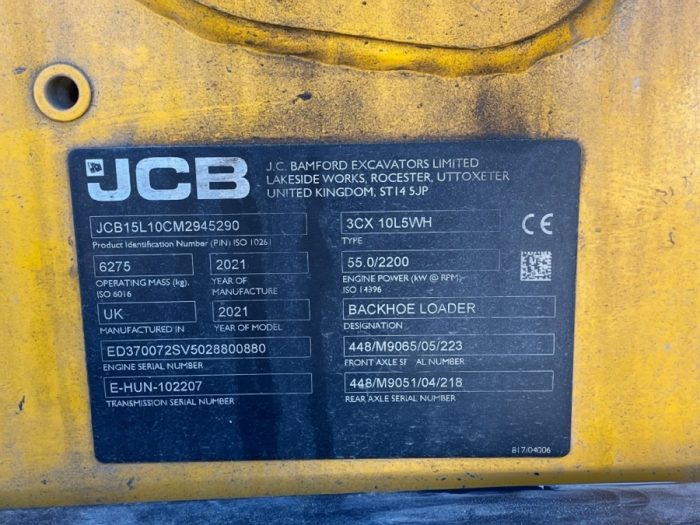 JCB
J.C. BAMFORD EXCAVATORS LIMITED
LAKESIDE WORKS, ROCESTER, UTTOXETER
UNITED KINGDOM, ST14 5JP
JCB15L10CM2945290
Product Identification Number (PIN) ISO 10261
3CX 10L5WH
TYPE
6275
OPERATING MASS (kg).
ISO 6016
2021
YEAR OF
MANUFACTURE
55.0/2200
ENGINE POWER (kW @ RPM)
ISO 14396
UK
MANUFACTURED IN
2021
YEAR OF MODEL
BACKHOE LOADER
DESIGNATION
ED370072SV5028800880
ENGINE SERIAL NUMBER
448/M9065/05/223
FRONT AXLE SE AL NUMBER
E-HUN-102207
TRANSMISSION SERIAL NUMBER
448/M9051/04/218
REAR AXLE SERIAL NUMBER
CE
817/04006